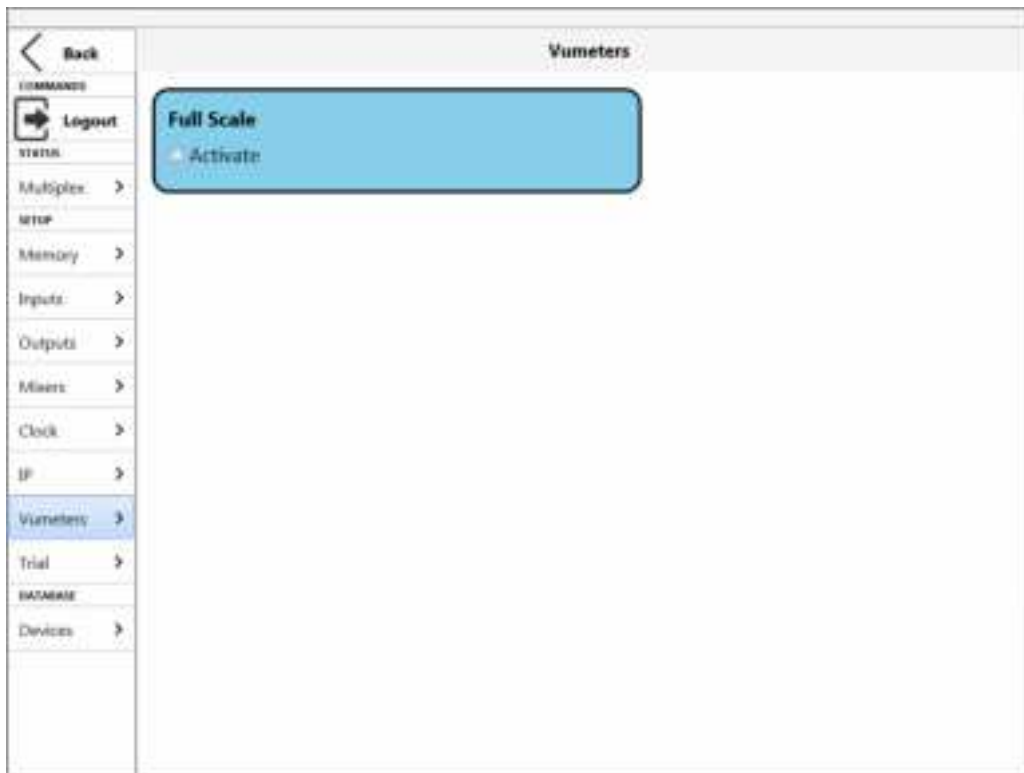 Back
Vumeters
COMMANDS
Logout
STATUS
Multiplex
SETUP
Memory
Inputs
Outputs
Mixers
Clock
IP
Vumeters
Trial
DATABASE
Devices
Full Scale
Activate